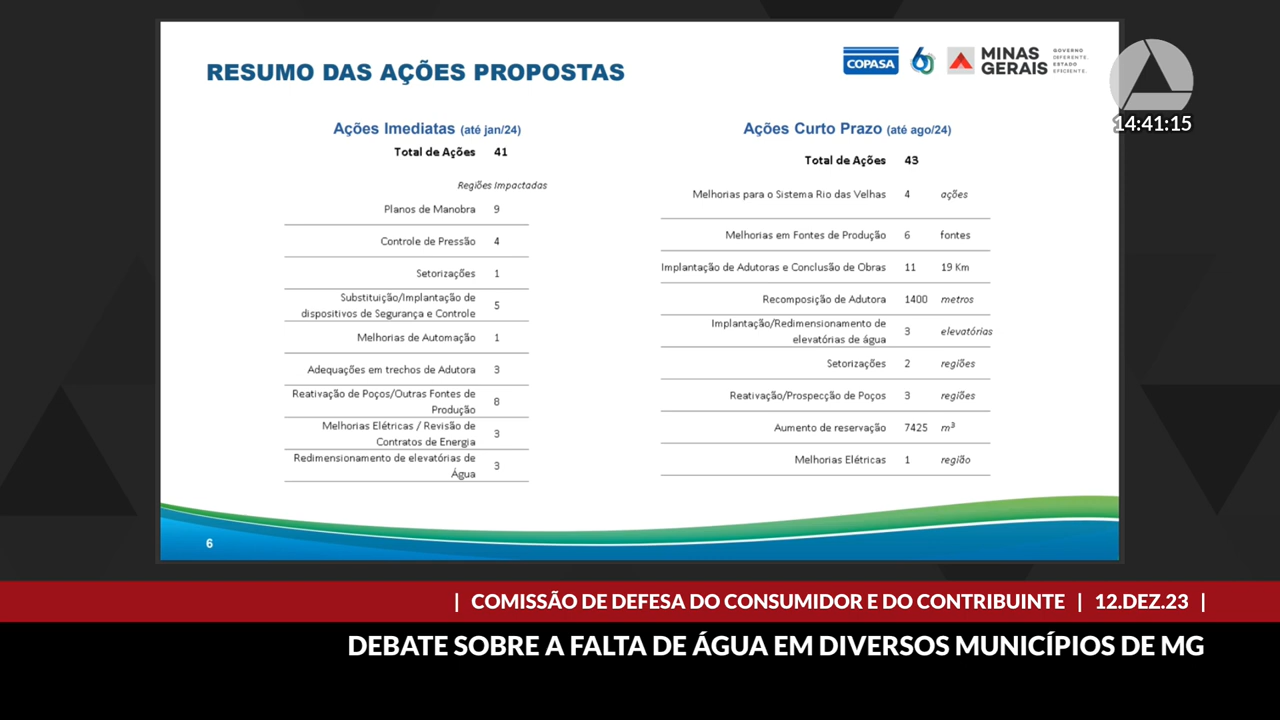 RESUMO DAS AÇÕES PROPOSTAS
COPASA
60
MINAS
GERAIS
GOVERNO
DIFERENTE.
ESTADO
EFICIENTE.
14:41:15
Ações Imediatas (até jan/24)
Total de Ações 41
Regiões Impactadas
Planos de Manobra 9
Controle de Pressão 4
Setorizações 1
Substituição/Implantação de
dispositivos de Segurança e Controle 5
Melhorias de Automação 1
Adequações em trechos de Adutora 3
Reativação de Poços/Outras Fontes de
Produção 8
Melhorias Elétricas / Revisão de
Contratos de Energia 3
Redimensionamento de elevatórias de
Água 3
Ações Curto Prazo (até ago/24)
Total de Ações 43
Melhorias para o Sistema Rio das Velhas 4 ações
Melhorias em Fontes de Produção 6 fontes
Implantação de Adutoras e Conclusão de Obras 11 19 Km
Recomposição de Adutora 1400 metros
Implantação/Redimensionamento de
elevatórias de água 3 elevatórias
Setorizações 2 regiões
Reativação/Prospecção de Poços 3 regiões
Aumento de reservação 7425 m³
Melhorias Elétricas 1 região
6
| COMISSÃO DE DEFESA DO CONSUMIDOR E DO CONTRIBUINTE | 12.DEZ.23 |
DEBATE SOBRE A FALTA DE ÁGUA EM DIVERSOS MUNICÍPIOS DE MG